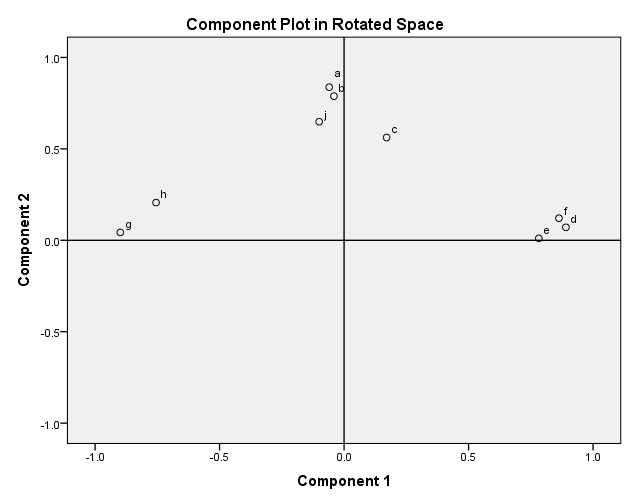 Component Plot in Rotated Space
1.0
0.5
0.0
-0.5
-1.0
Component 2
a
b
j
c
h
g
f
d
e
-1.0 -0.5 0.0 0.5 1.0
Component 1